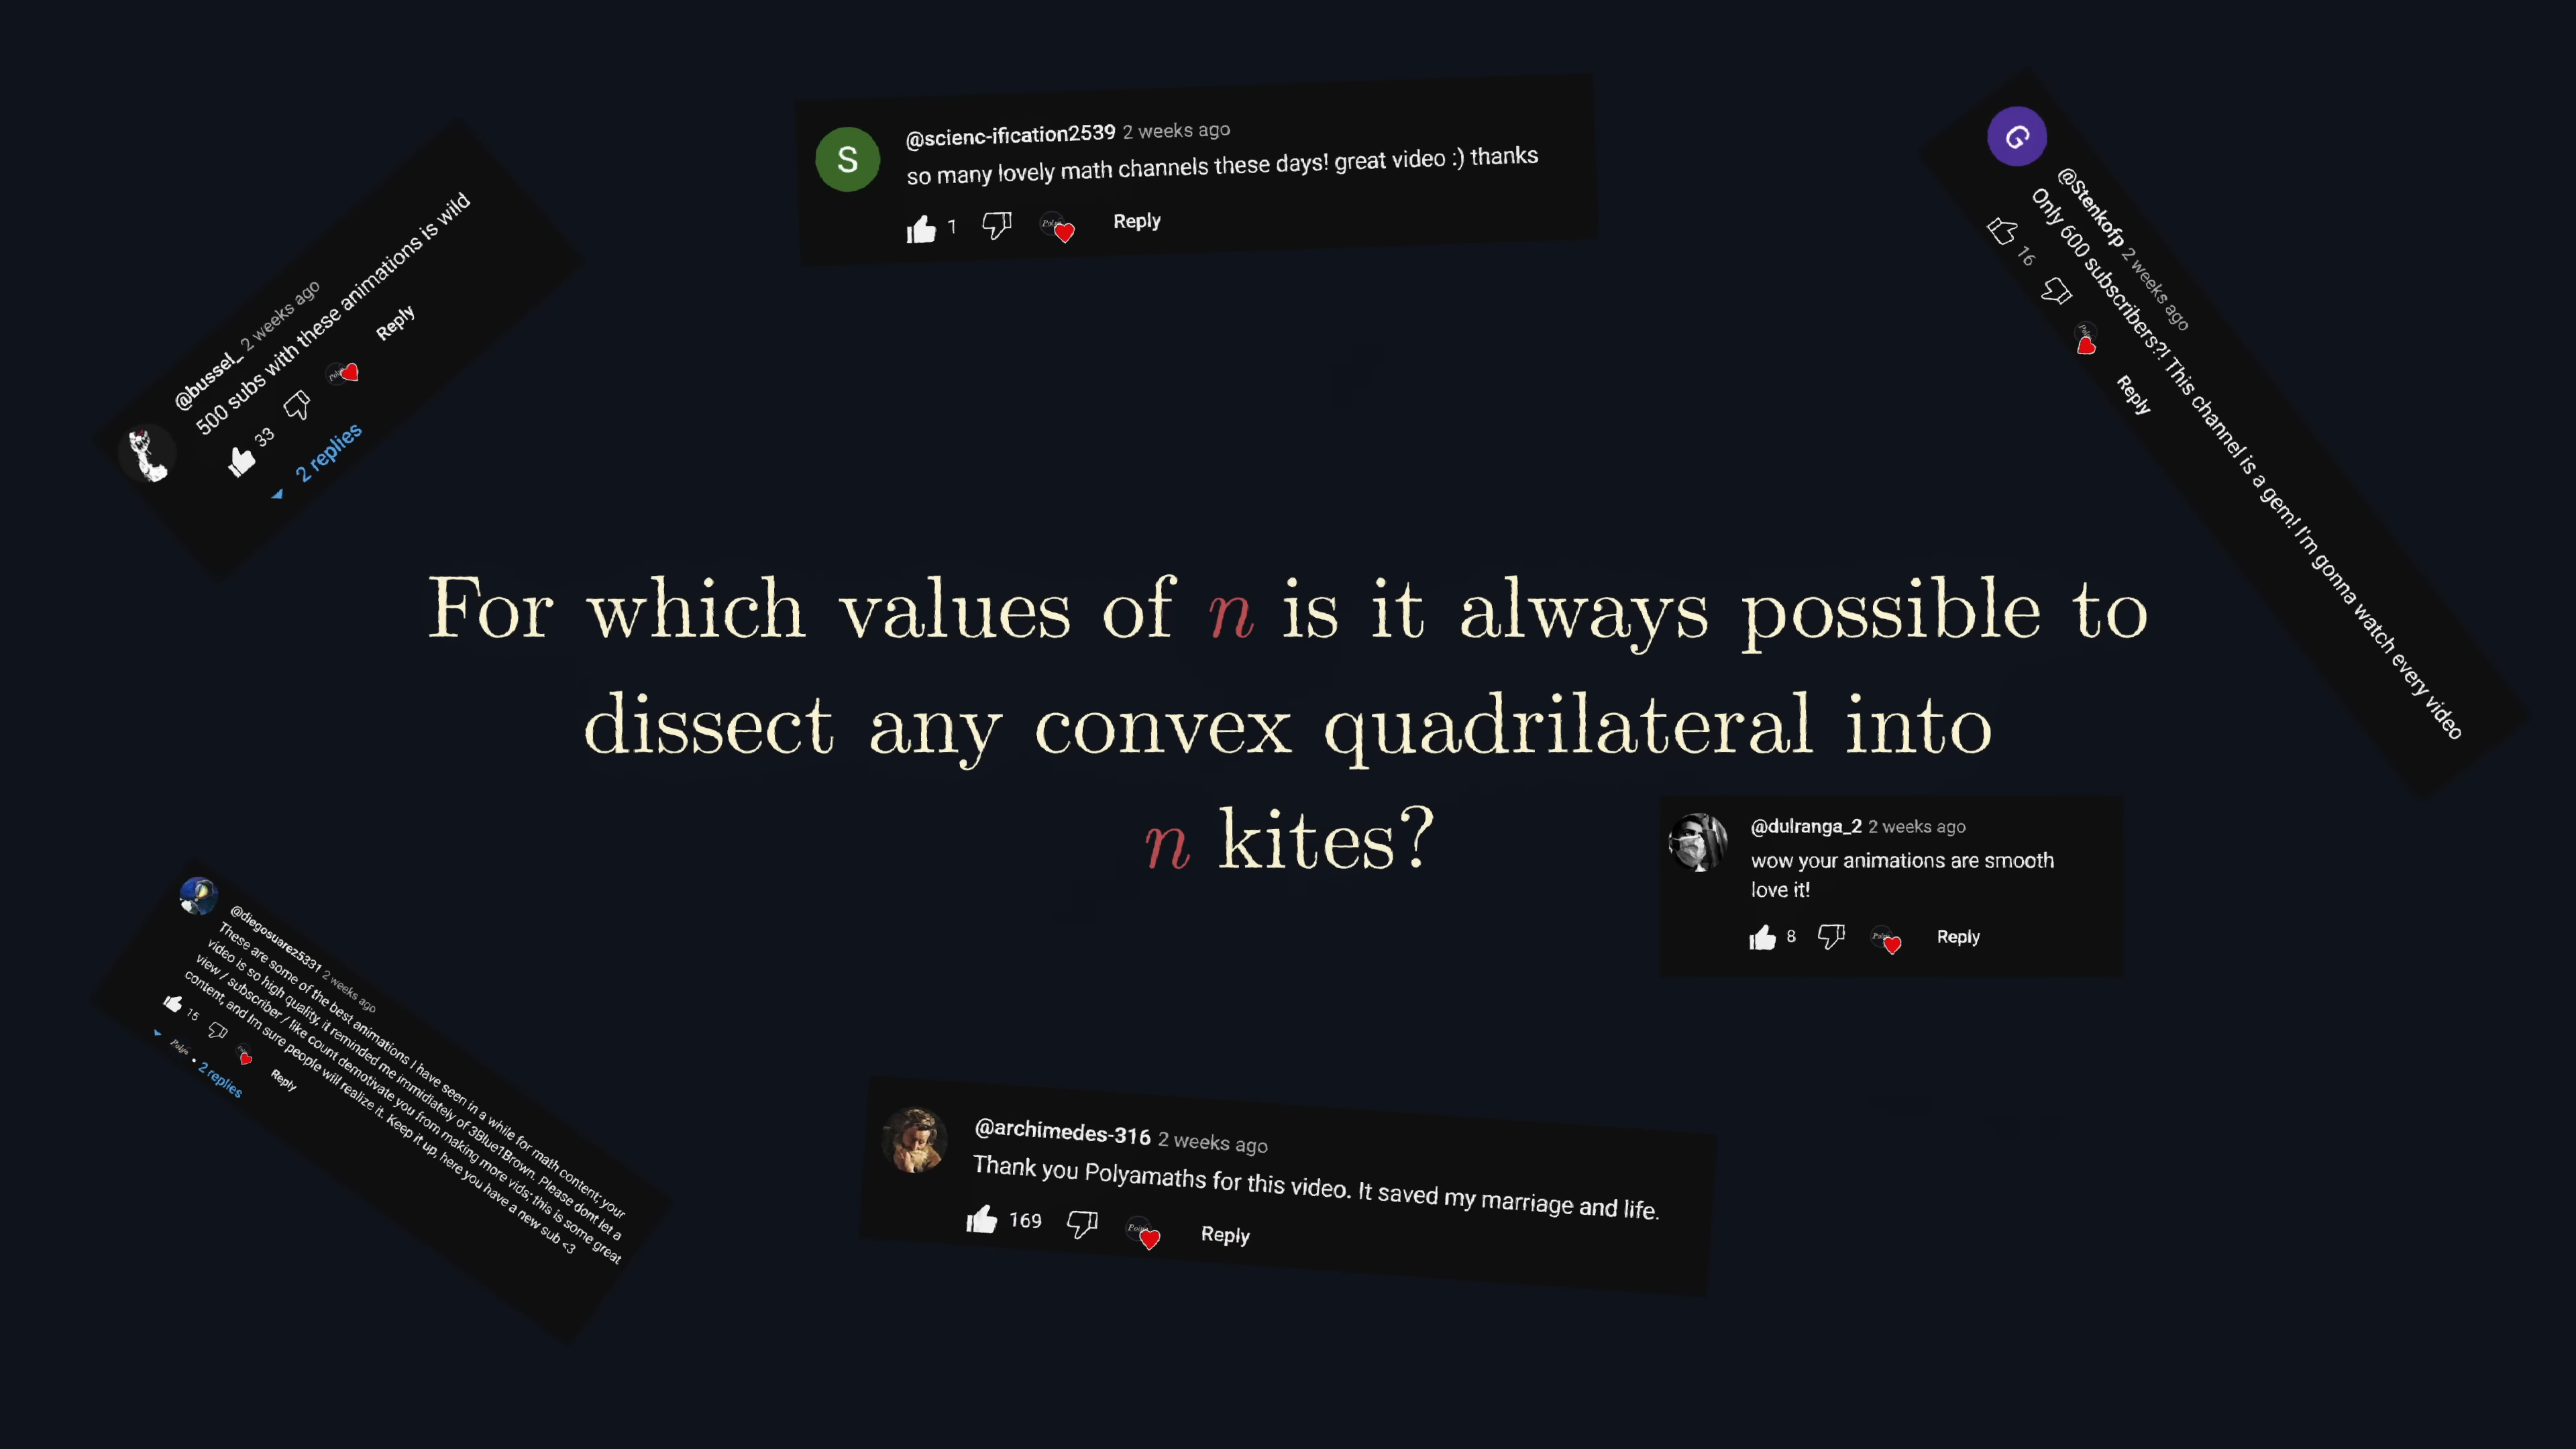 @scienc-ification2539 2 weeks ago
so many lovely math channels these days! great video :) thanks
1 Reply
@bussel_ 2 weeks ago
500 subs with these animations is wild
33 Reply
2 replies
@Stenkofp 2 weeks ago
Only 600 subscribers?! This channel is a gem! I'm gonna watch every video
16 Reply
For which values of n is it always possible to
dissect any convex quadrilateral into
n kites?
@dulranga_2 2 weeks ago
wow your animations are smooth
love it!
8 Reply
@diegosuarez5331 2 weeks ago
These are some of the best animations I have seen in a while for math content; your
video is so high quality, it reminded me immidiately of 3Blue1Brown. Please dont let a
view / subscriber / like count demotivate you from making more vids; this is some great
content, and Im sure people will realize it. Keep it up, here you have a new sub <3
15 Reply
Polya · 2 replies
@archimedes-316 2 weeks ago
Thank you Polyamaths for this video. It saved my marriage and life.
169 Reply